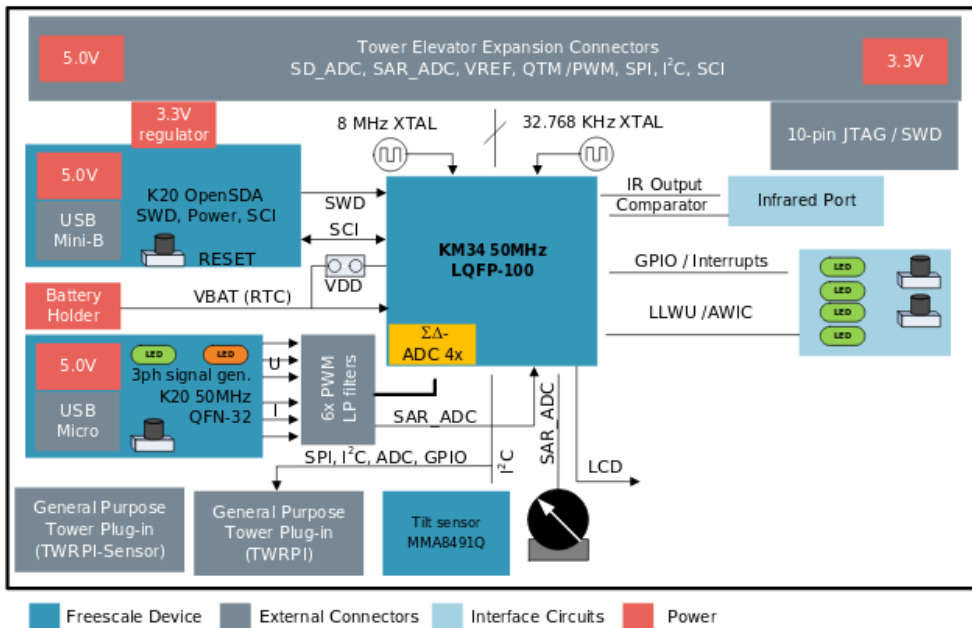 5.0V
Tower Elevator Expansion Connectors
SD_ADC, SAR_ADC, VREF, QTM /PWM, SPI, I²C, SCI
3.3V
3.3V
regulator
8 MHz XTAL
32.768 KHz XTAL
10-pin JTAG / SWD
5.0V
USB
Mini-B
K20 OpenSDA
SWD, Power, SCI
RESET
SWD
SCI
VDD
KM34 50MHz
LQFP-100
ΣΔ-
ADC 4x
IR Output
Comparator
Infrared Port
GPIO / Interrupts
LLWU /AWIC
LED
LED
LED
LED
Battery
Holder
VBAT (RTC)
5.0V
USB
Micro
LED
LED
3ph signal gen.
K20 50MHz
QFN-32
U
I
6x PWM
LP filters
SAR_ADC
SPI, I²C, ADC, GPIO
I²C
SAR_ADC
LCD
General Purpose
Tower Plug-in
(TWRPI-Sensor)
General Purpose
Tower Plug-in
(TWRPI)
Tilt sensor
MMA8491Q
Freescale Device
External Connectors
Interface Circuits
Power